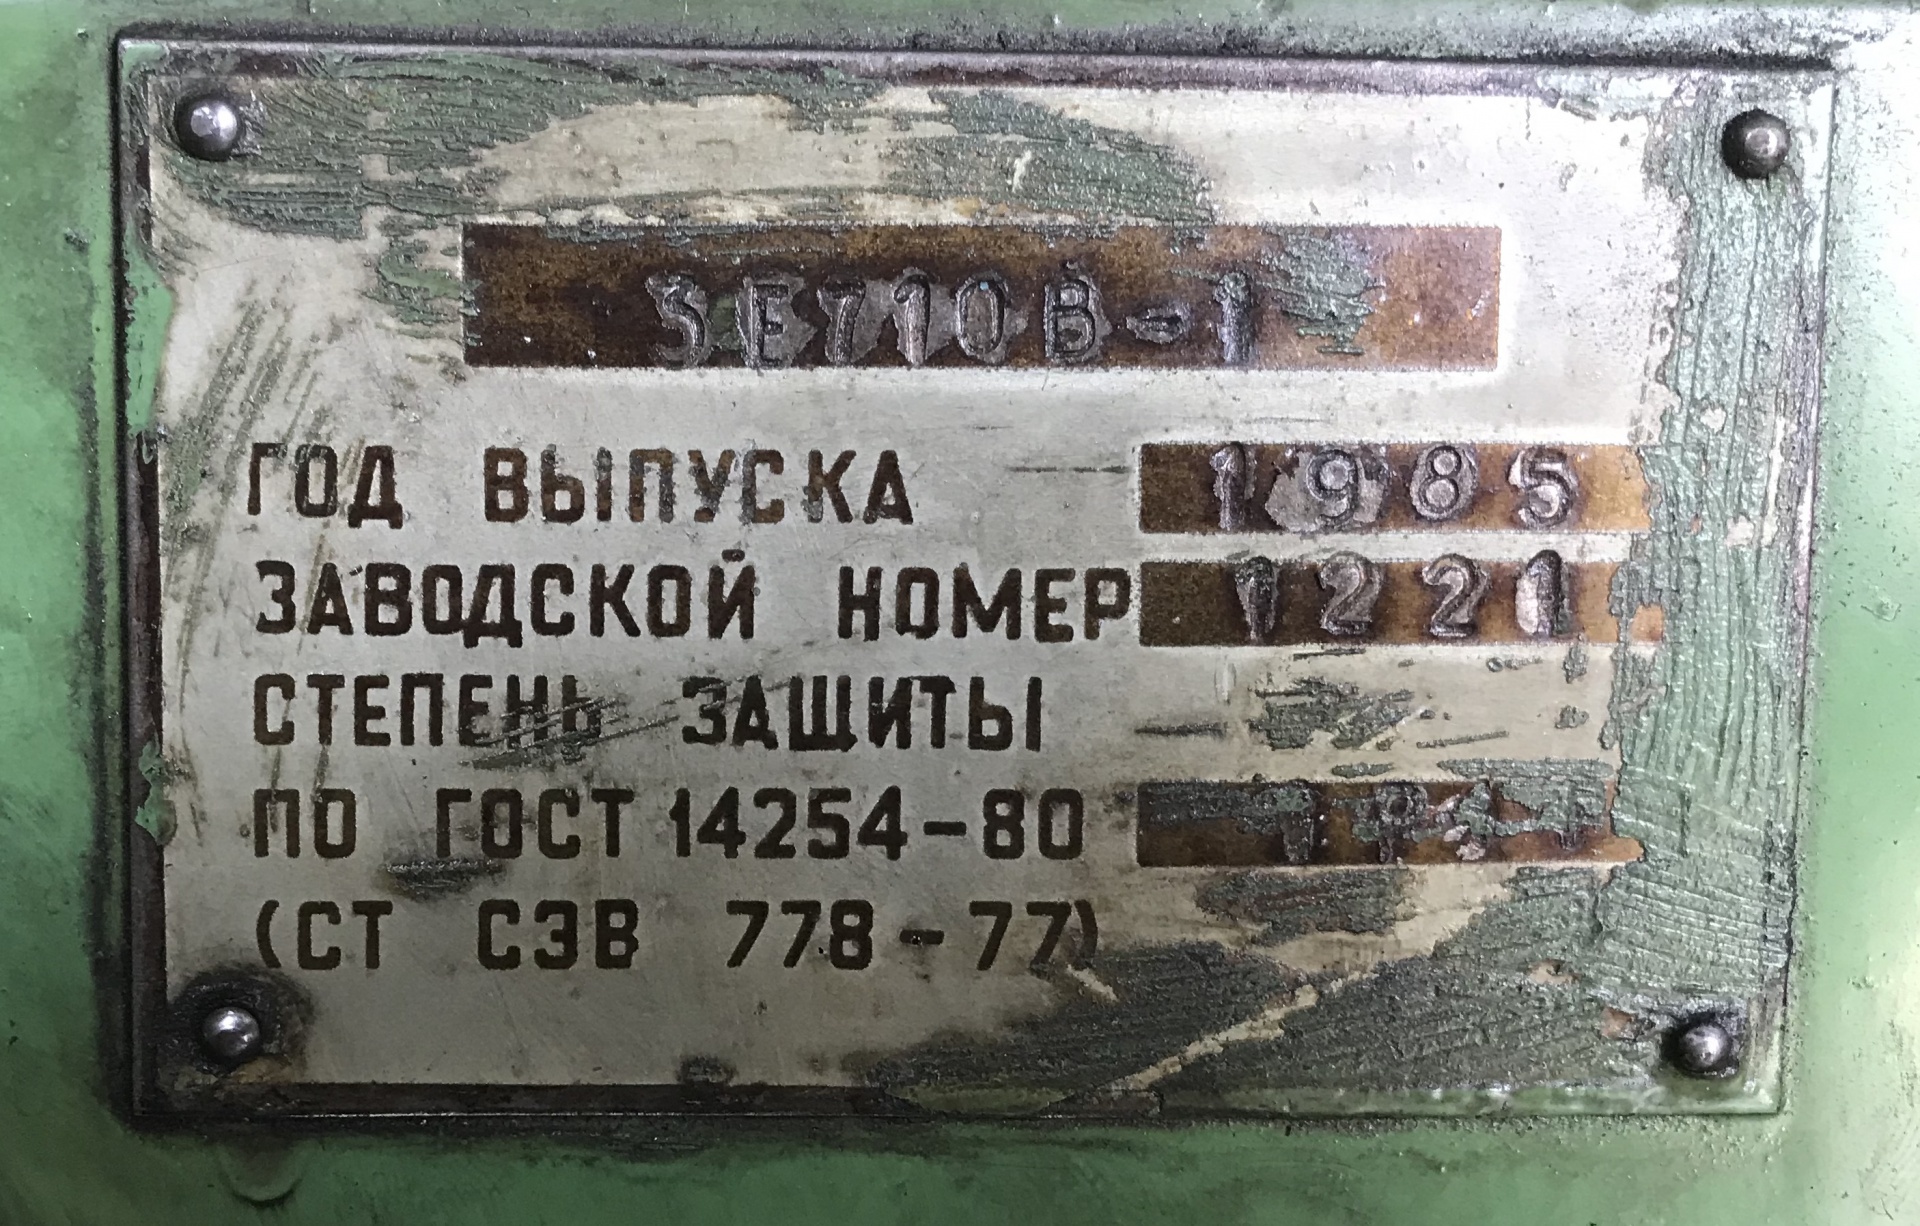 3Е710В-1
ГОД ВЫПУСКА 1985
ЗАВОДСКОЙ НОМЕР 1221
СТЕПЕНЬ ЗАЩИТЫ
ПО ГОСТ 14254-80
(СТ СЭВ 778-77)